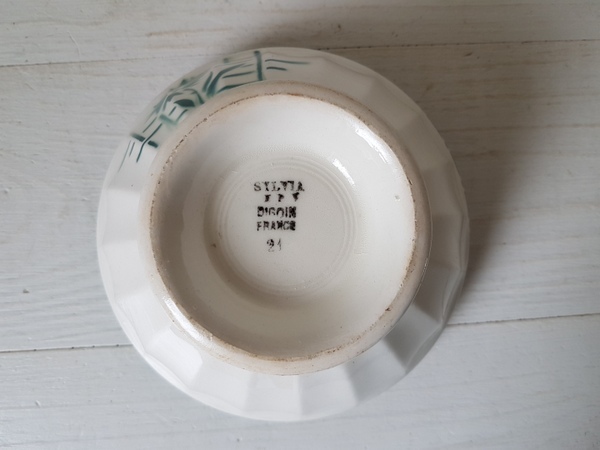 SYLVIA
F P V
DIGOIN
FRANCE
21